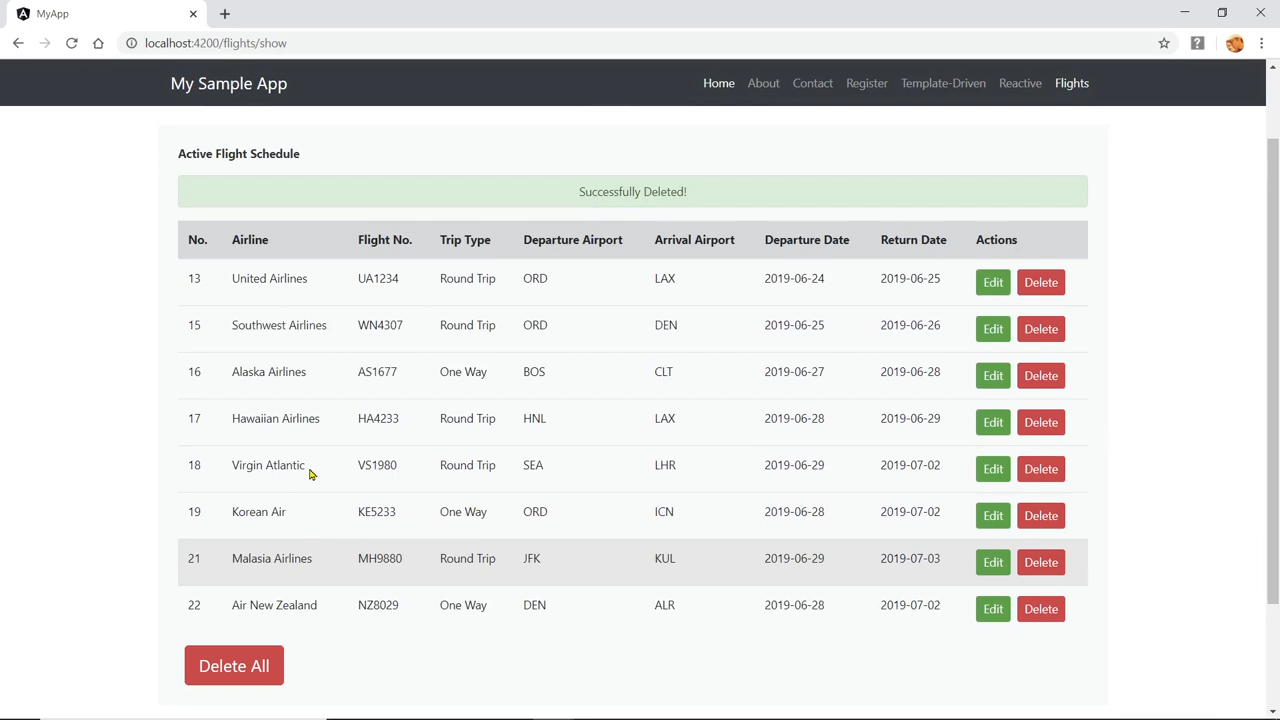 MyApp
localhost:4200/flights/show
My Sample App Home About Contact Register Template-Driven Reactive Flights
Active Flight Schedule
Successfully Deleted!
No. Airline Flight No. Trip Type Departure Airport Arrival Airport Departure Date Return Date Actions
13 United Airlines UA1234 Round Trip ORD LAX 2019-06-24 2019-06-25 Edit Delete
15 Southwest Airlines WN4307 Round Trip ORD DEN 2019-06-25 2019-06-26 Edit Delete
16 Alaska Airlines AS1677 One Way BOS CLT 2019-06-27 2019-06-28 Edit Delete
17 Hawaiian Airlines HA4233 Round Trip HNL LAX 2019-06-28 2019-06-29 Edit Delete
18 Virgin Atlantic VS1980 Round Trip SEA LHR 2019-06-29 2019-07-02 Edit Delete
19 Korean Air KE5233 One Way ORD ICN 2019-06-28 2019-07-02 Edit Delete
21 Malasia Airlines MH9880 Round Trip JFK KUL 2019-06-29 2019-07-03 Edit Delete
22 Air New Zealand NZ8029 One Way DEN ALR 2019-06-28 2019-07-02 Edit Delete
Delete All